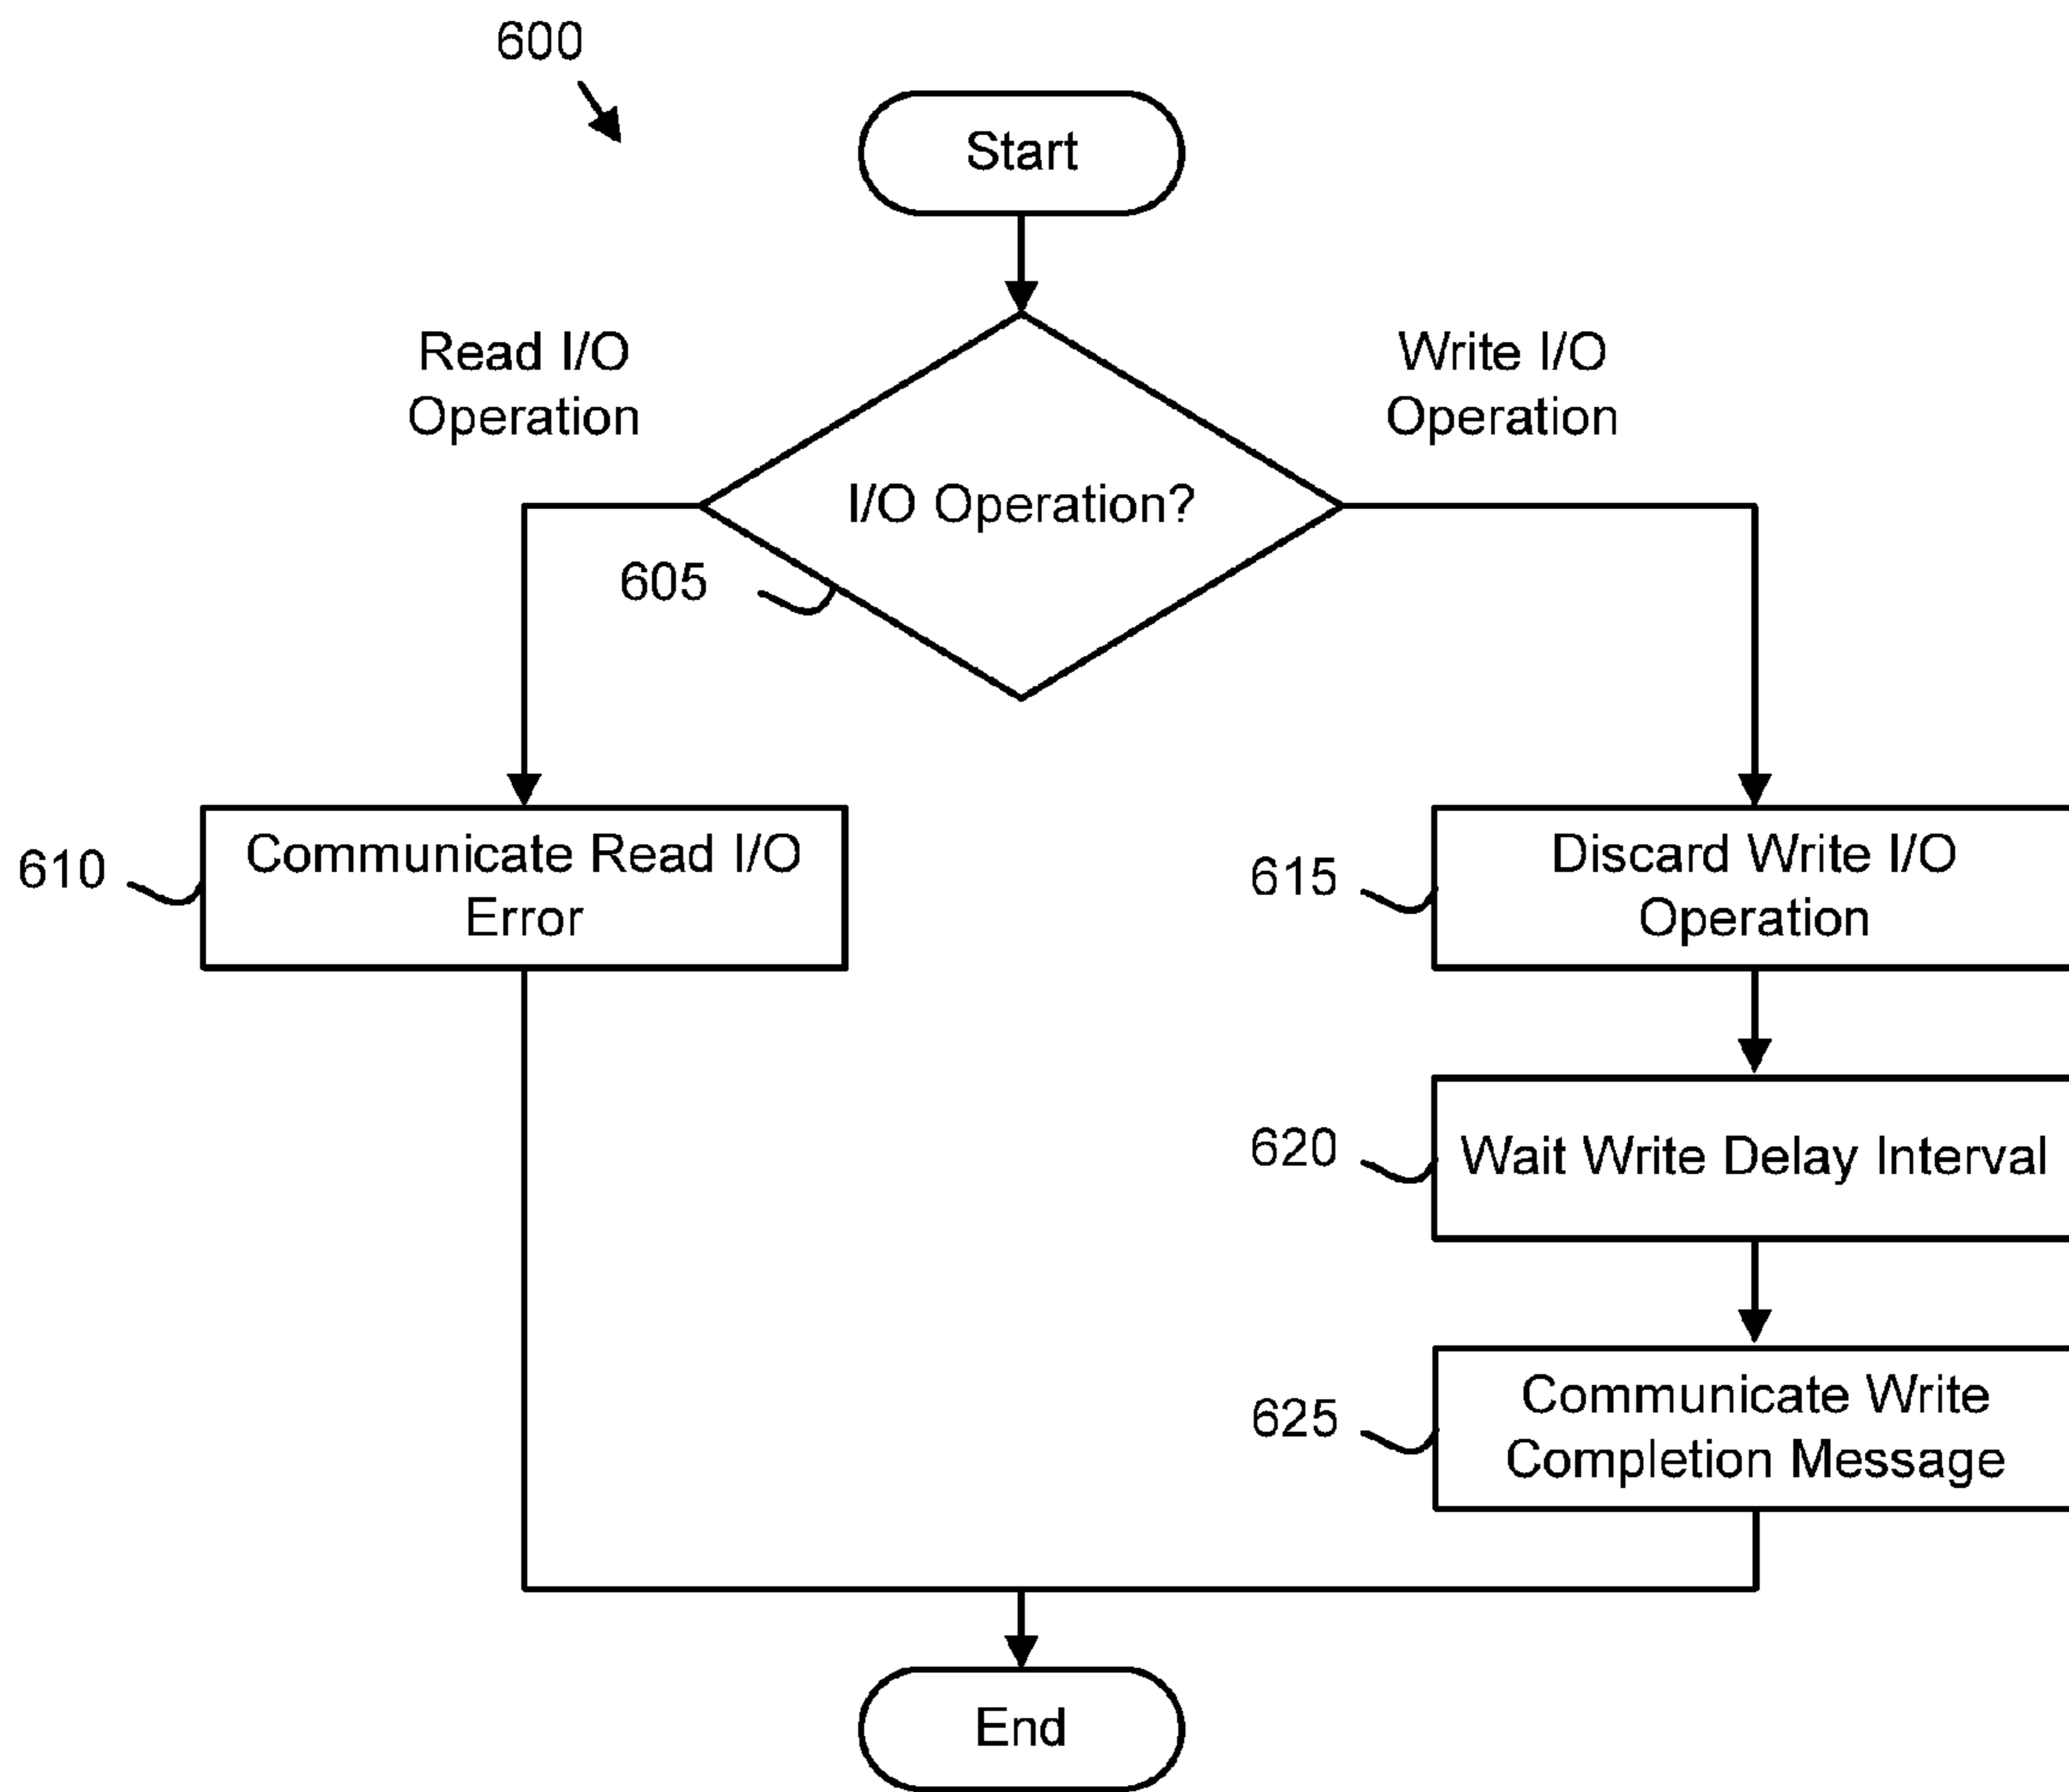 600
Start
Read I/O
Operation
Write I/O
Operation
I/O Operation?
605
610
Communicate Read I/O
Error
615
Discard Write I/O
Operation
620
Wait Write Delay Interval
625
Communicate Write
Completion Message
End